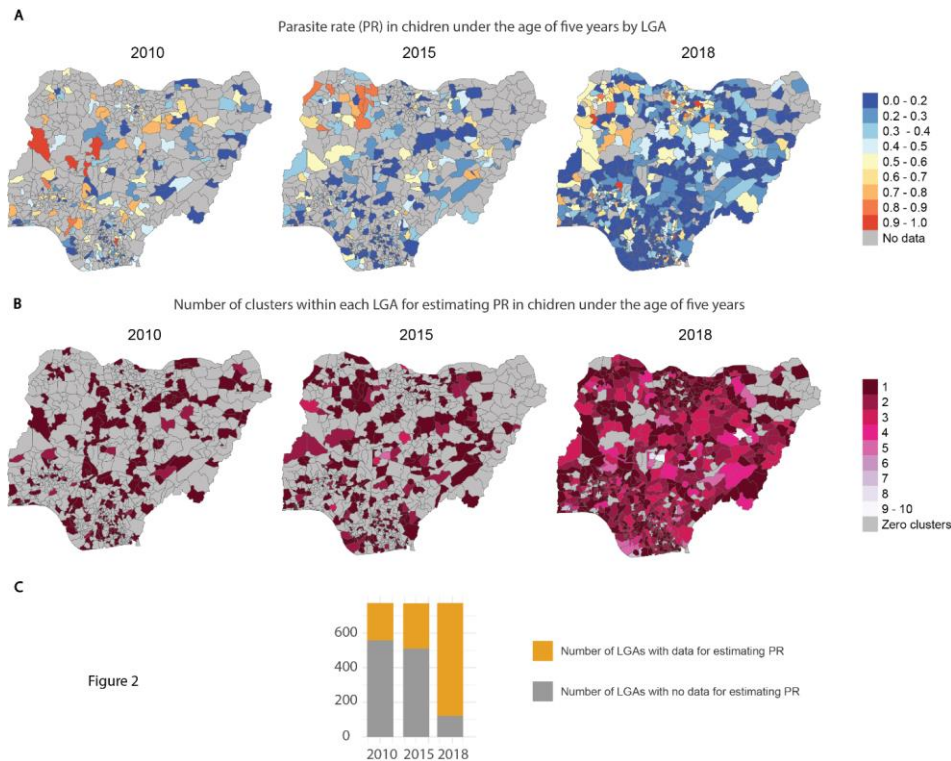 A
Parasite rate (PR) in chidren under the age of five years by LGA
2010
2015
2018
0.0 - 0.2
0.2 - 0.3
0.3 - 0.4
0.4 - 0.5
0.5 - 0.6
0.6 - 0.7
0.7 - 0.8
0.8 - 0.9
0.9 - 1.0
No data
B
Number of clusters within each LGA for estimating PR in chidren under the age of five years
2010
2015
2018
1
2
3
4
5
6
7
8
9 - 10
Zero clusters
C
600
400
200
0
2010 2015 2018
Number of LGAs with data for estimating PR
Number of LGAs with no data for estimating PR
Figure 2